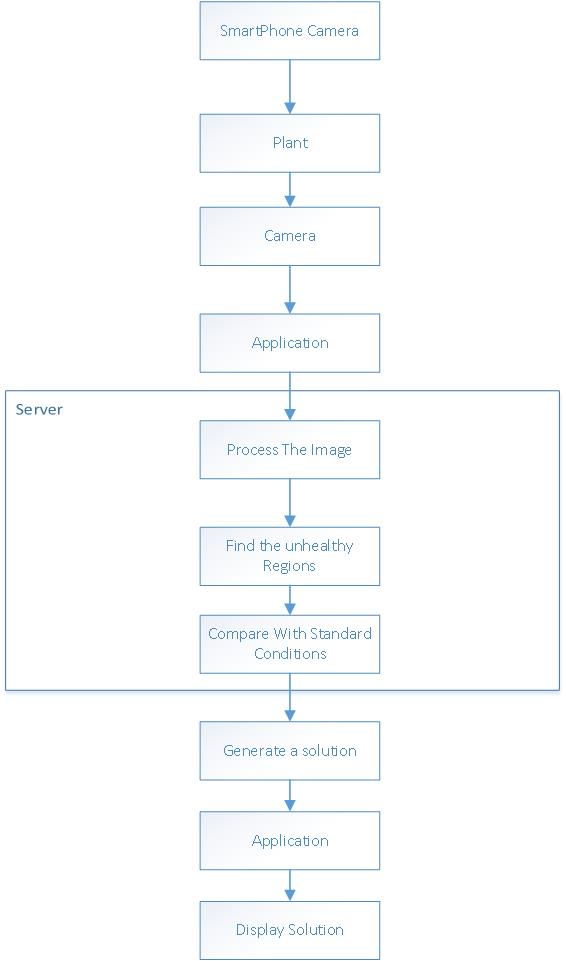 SmartPhone Camera
Plant
Camera
Application
Server
Process The Image
Find the unhealthy
Regions
Compare With Standard
Conditions
Generate a solution
Application
Display Solution